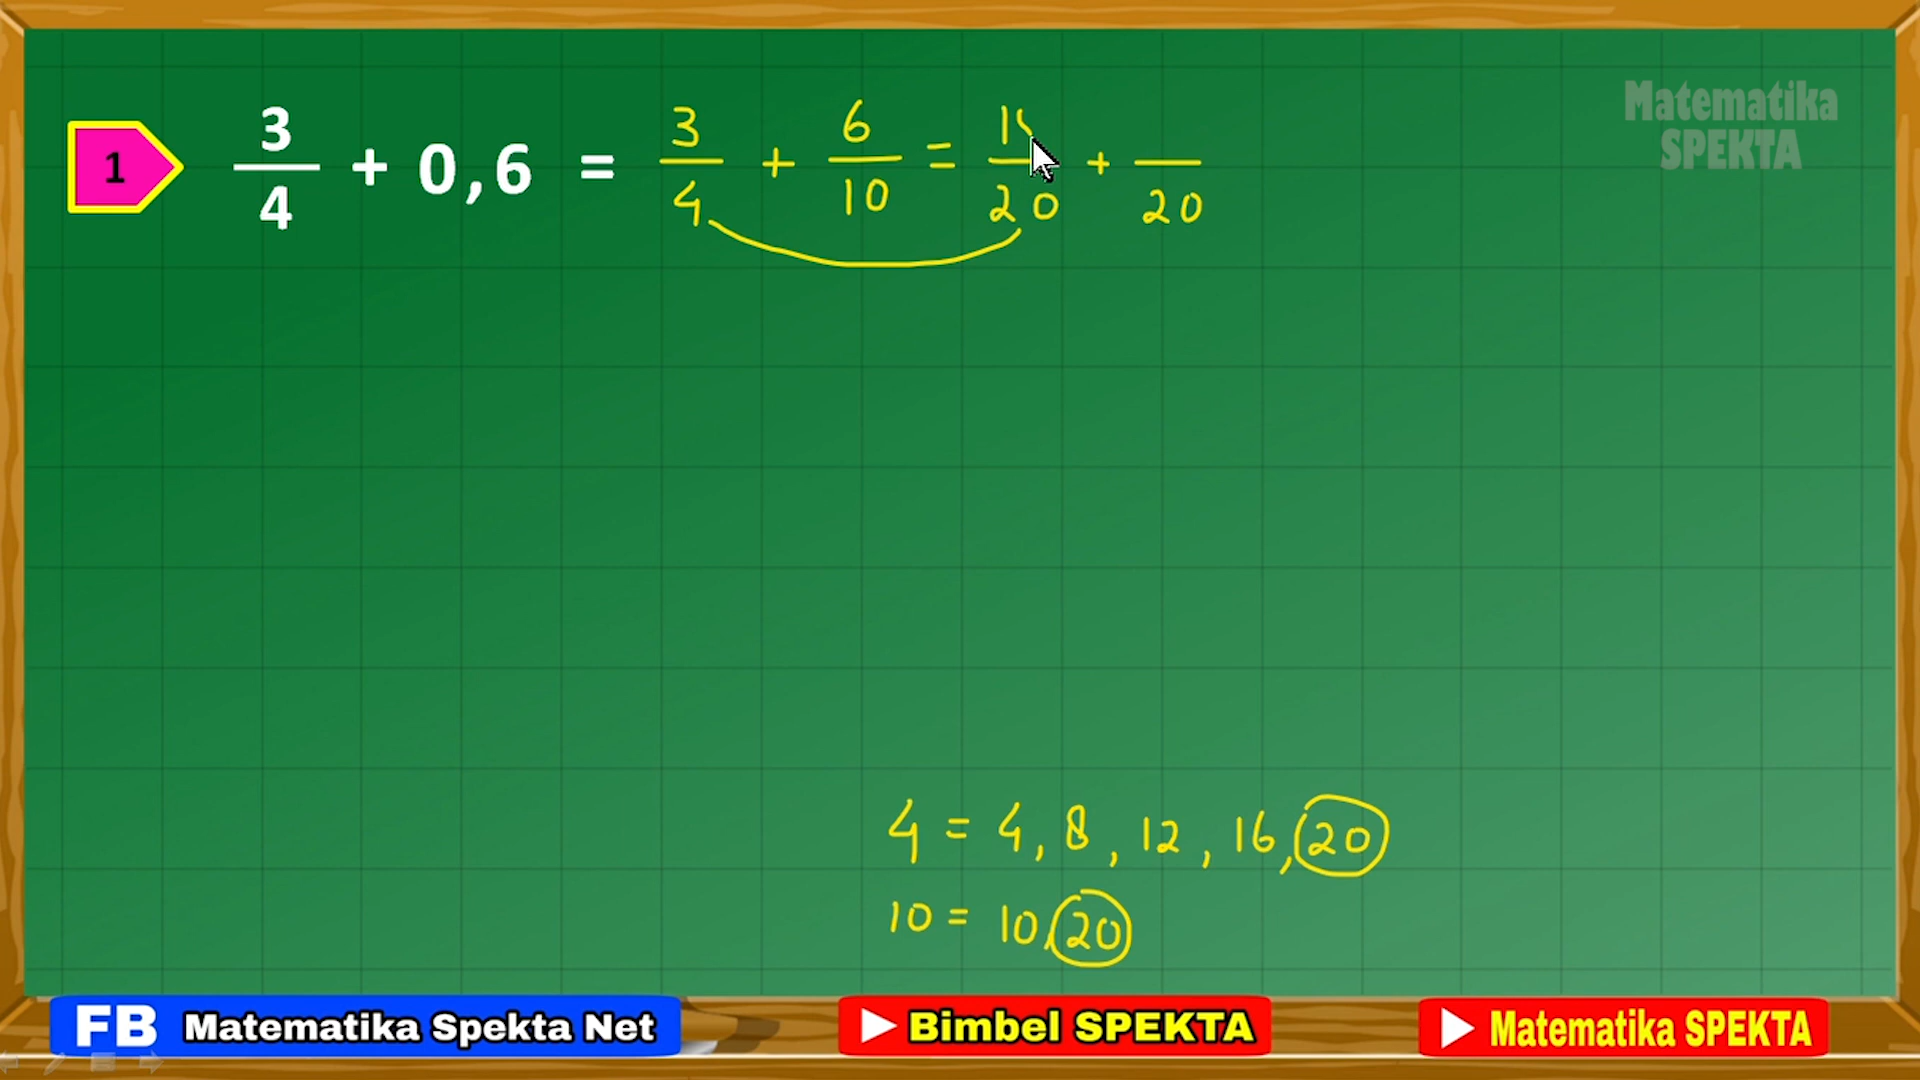 Matematika
SPEKTA
1 3/4 + 0,6 = 3/4 + 6/10 = 1 /20 + /20
4 = 4, 8, 12, 16, 20
10 = 10, 20
FB Matematika Spekta Net
Bimbel SPEKTA
Matematika SPEKTA